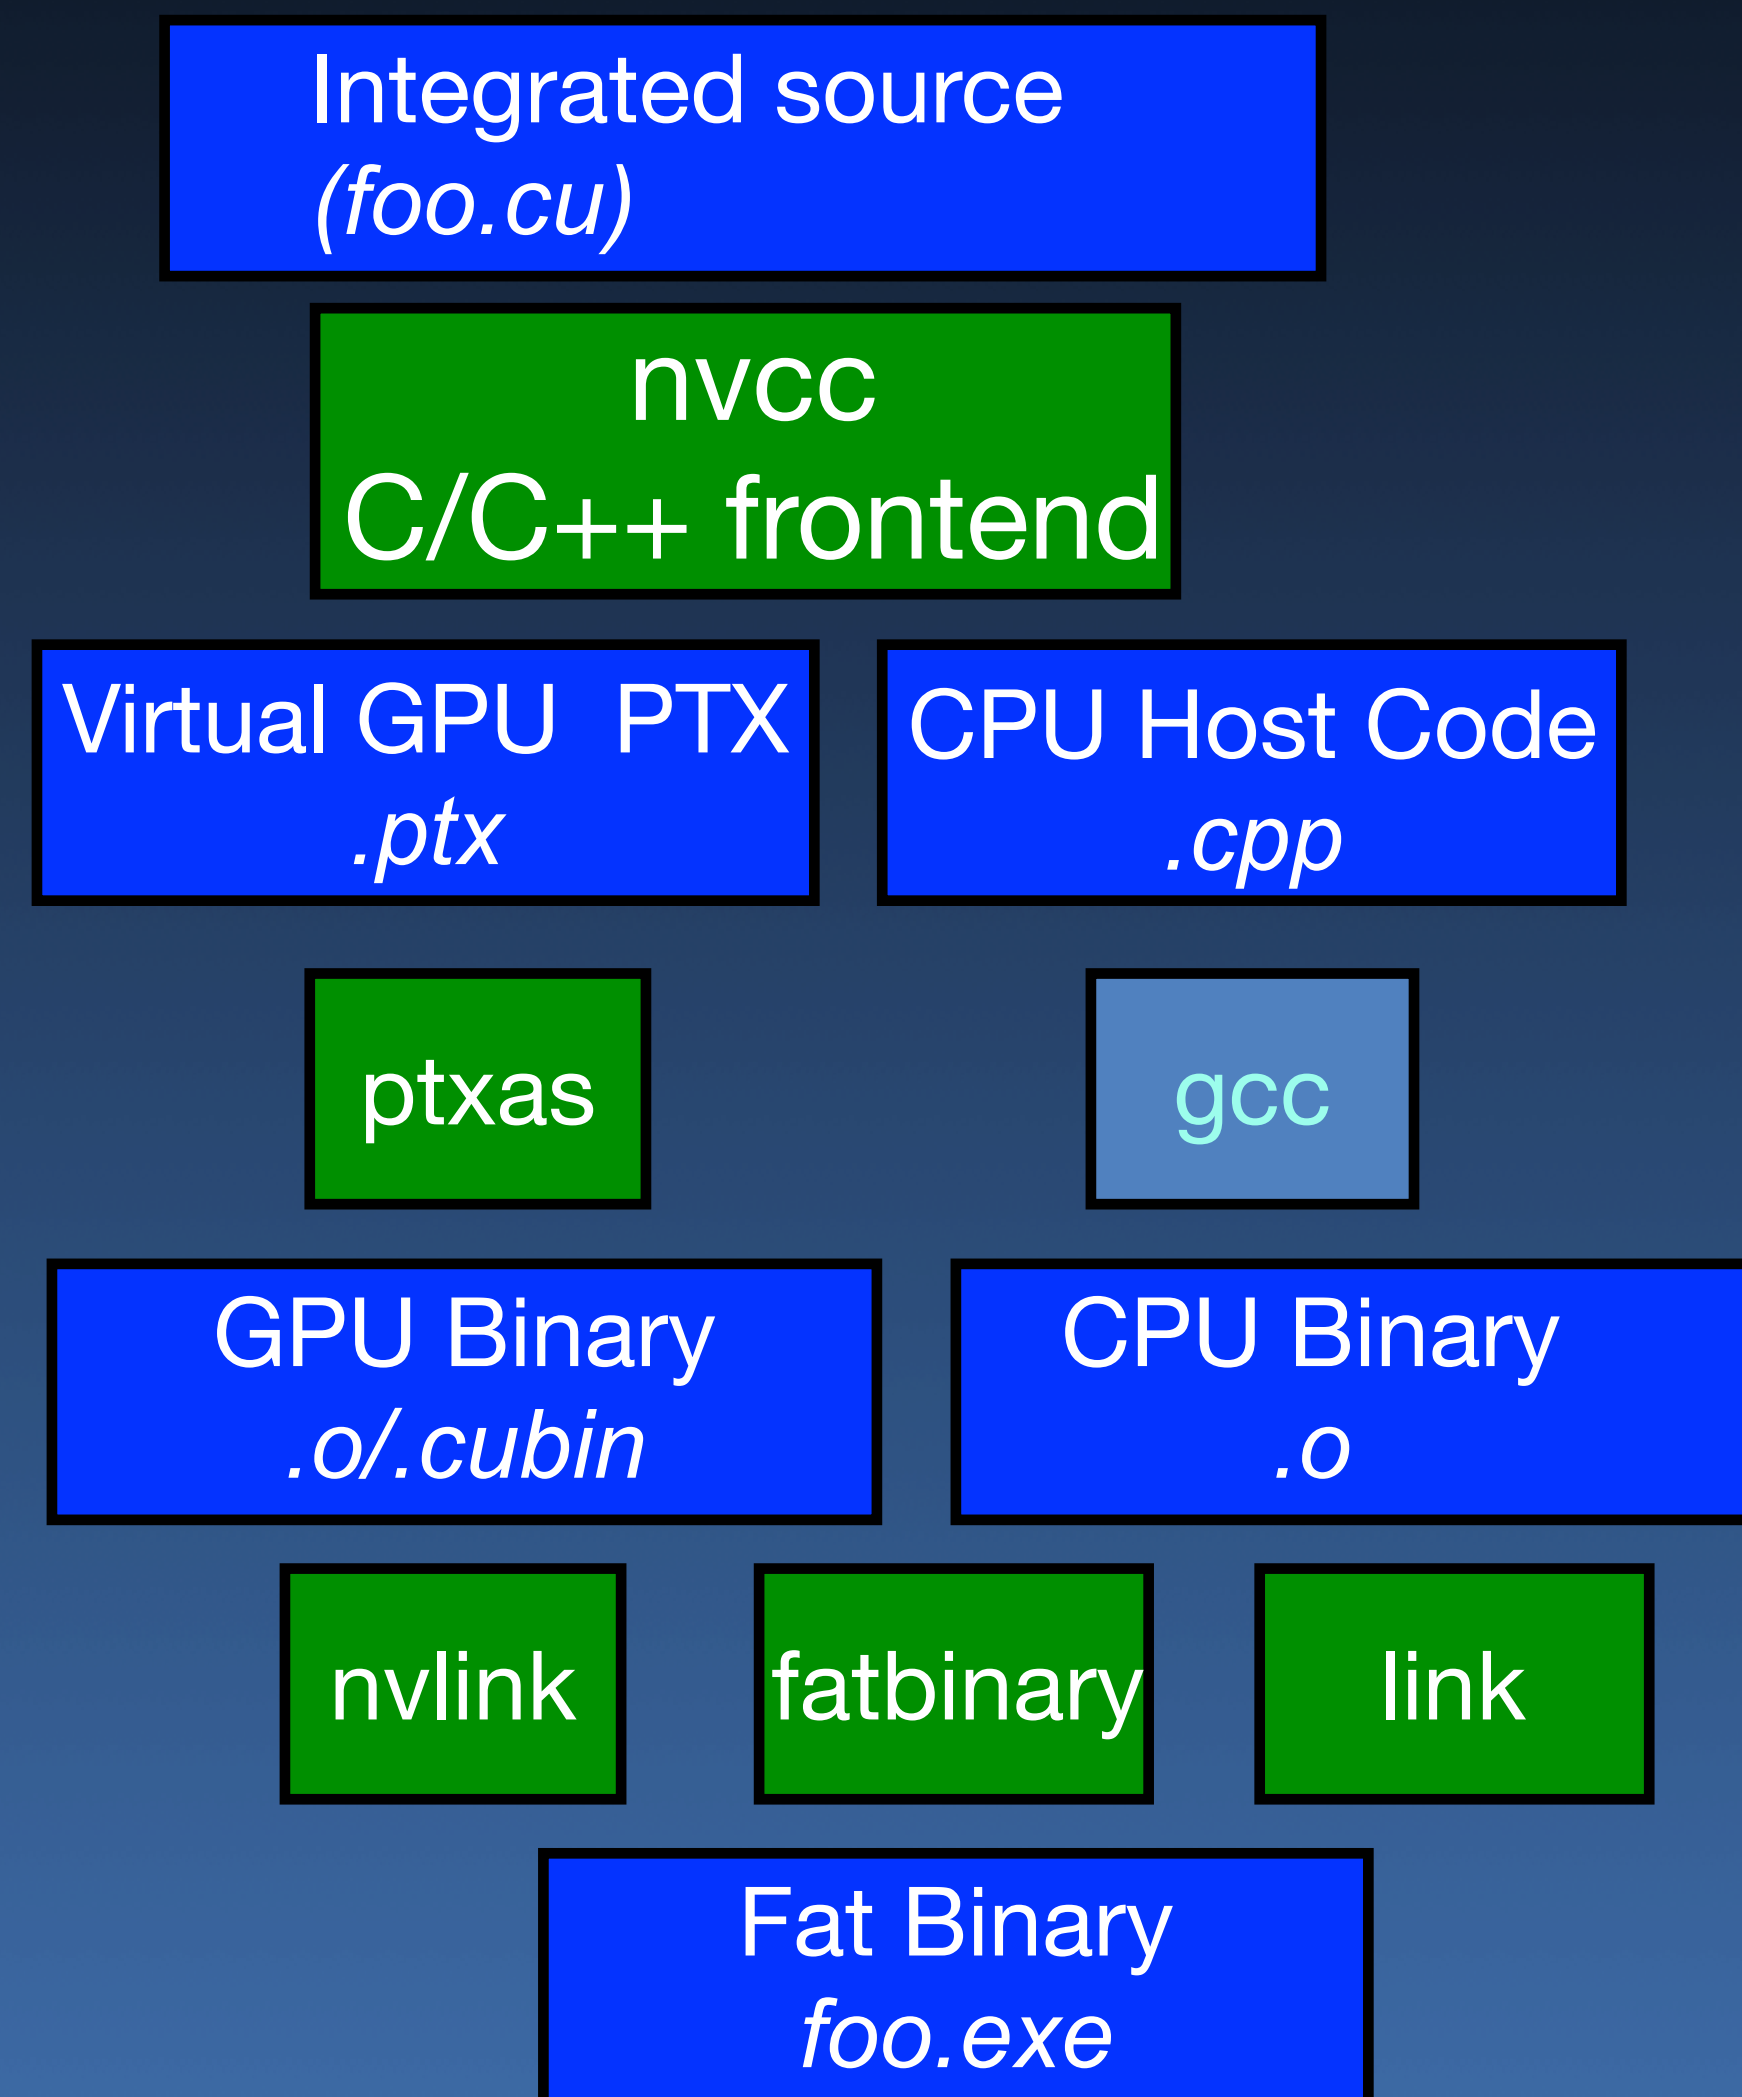 Integrated source
(foo.cu)
nvcc
C/C++ frontend
Virtual GPU  PTX
.ptx
CPU Host Code
.cpp
ptxas
gcc
GPU Binary
.o/.cubin
CPU Binary
.o
nvlink
fatbinary
link
Fat Binary
foo.exe